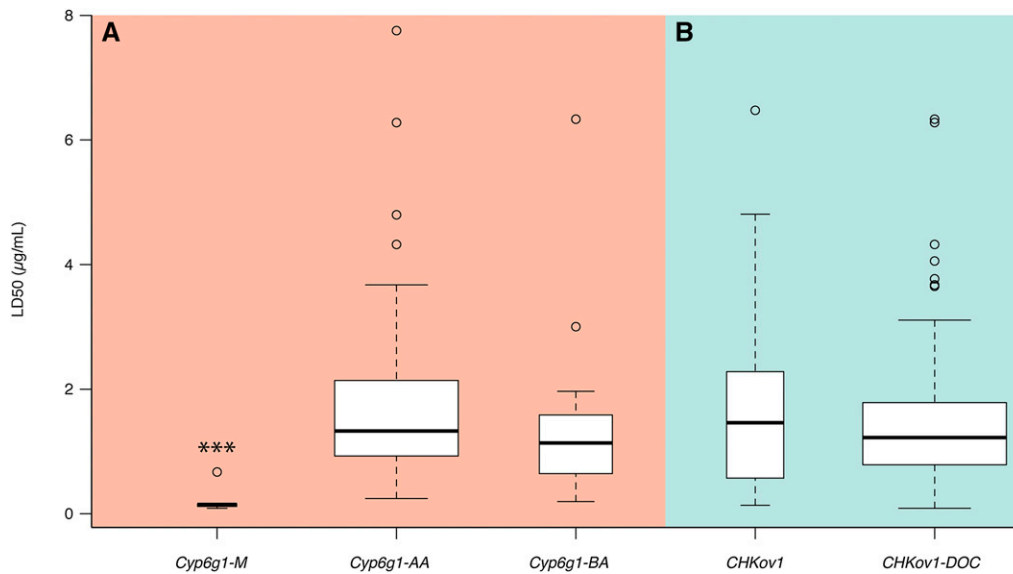 A
B
8
6
4
2
0
LD50 (µg/mL)
***
Cyp6g1-M
Cyp6g1-AA
Cyp6g1-BA
CHKov1
CHKov1-DOC